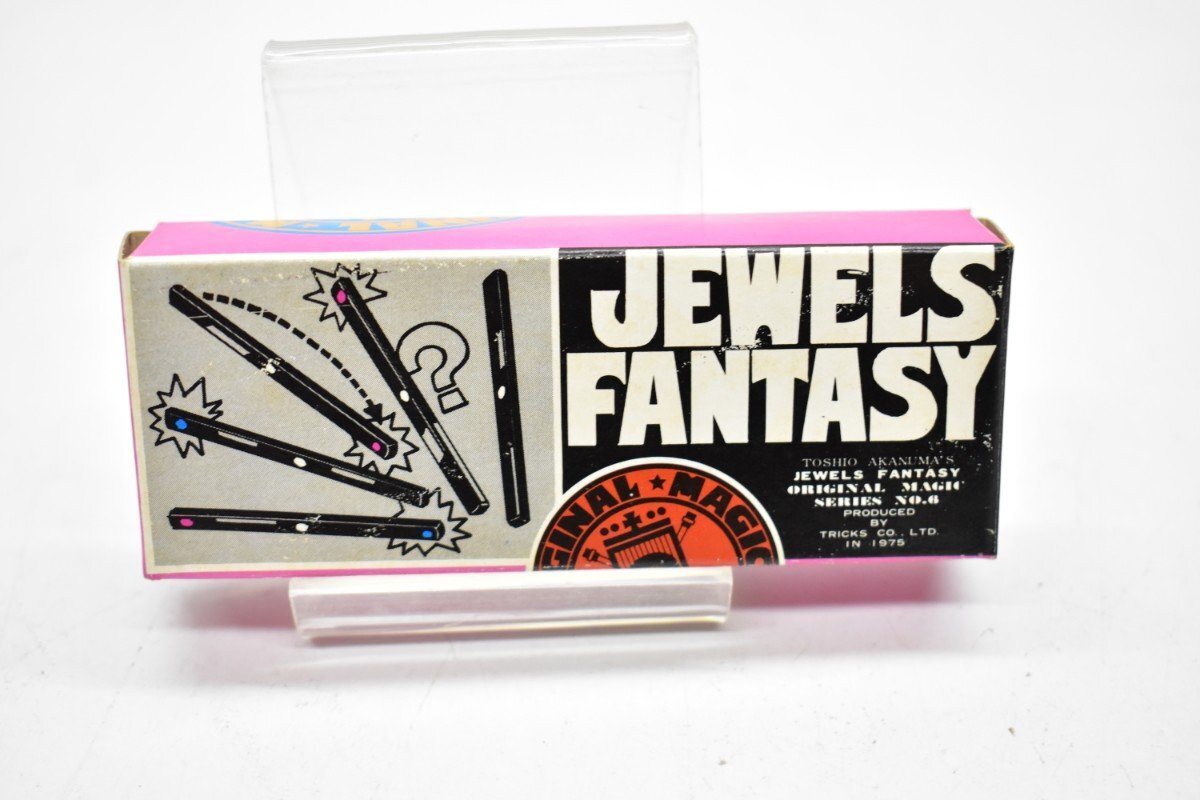 JEWELS
FANTASY
TOSHIO AKANUMA'S
JEWELS FANTASY
ORIGINAL MAGIC
SERIES NO.6
PRODUCED
BY
TRICKS CO., LTD.
IN 1975
GINAL ★ MAGIC
?